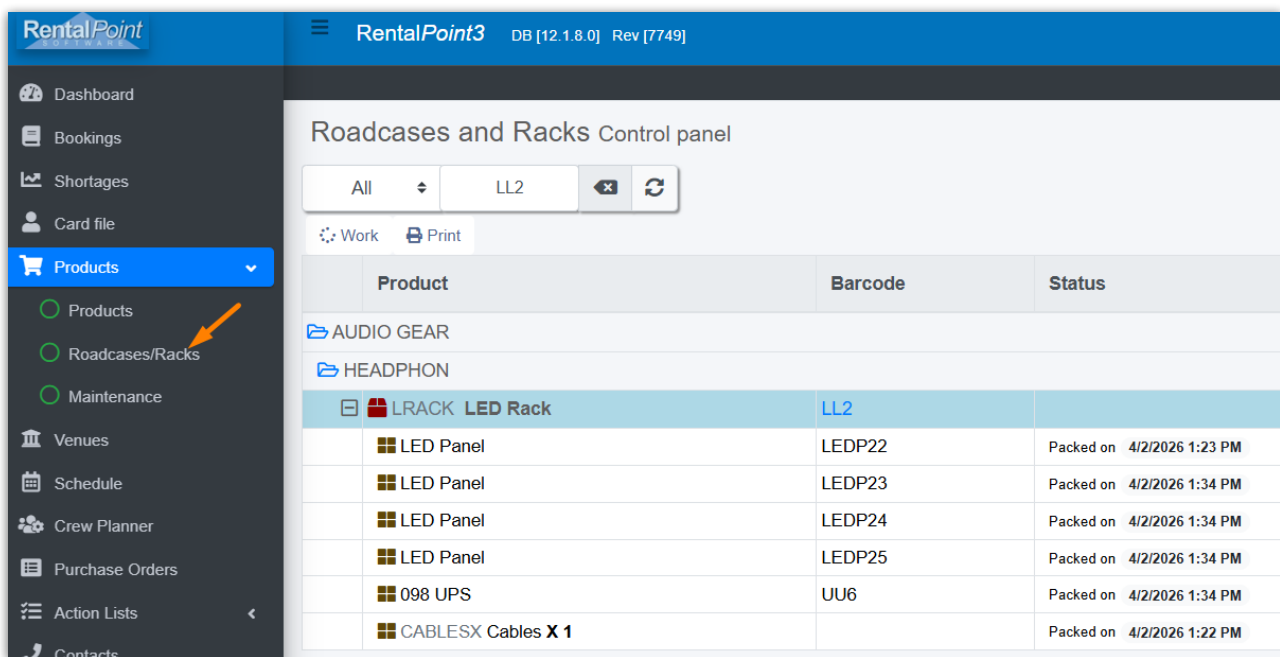 RentalPoint
SOFTWARE
RentalPoint3 DB [12.1.8.0] Rev [7749]
Dashboard
Bookings
Shortages
Card file
Products
Products
Roadcases/Racks
Maintenance
Venues
Schedule
Crew Planner
Purchase Orders
Action Lists
Contacts
Roadcases and Racks Control panel
All LL2
Work Print
Product Barcode Status
AUDIO GEAR
HEADPHON
LRACK LED Rack LL2
LED Panel LEDP22 Packed on 4/2/2026 1:23 PM
LED Panel LEDP23 Packed on 4/2/2026 1:34 PM
LED Panel LEDP24 Packed on 4/2/2026 1:34 PM
LED Panel LEDP25 Packed on 4/2/2026 1:34 PM
098 UPS UU6 Packed on 4/2/2026 1:34 PM
CABLESX Cables X 1 Packed on 4/2/2026 1:22 PM